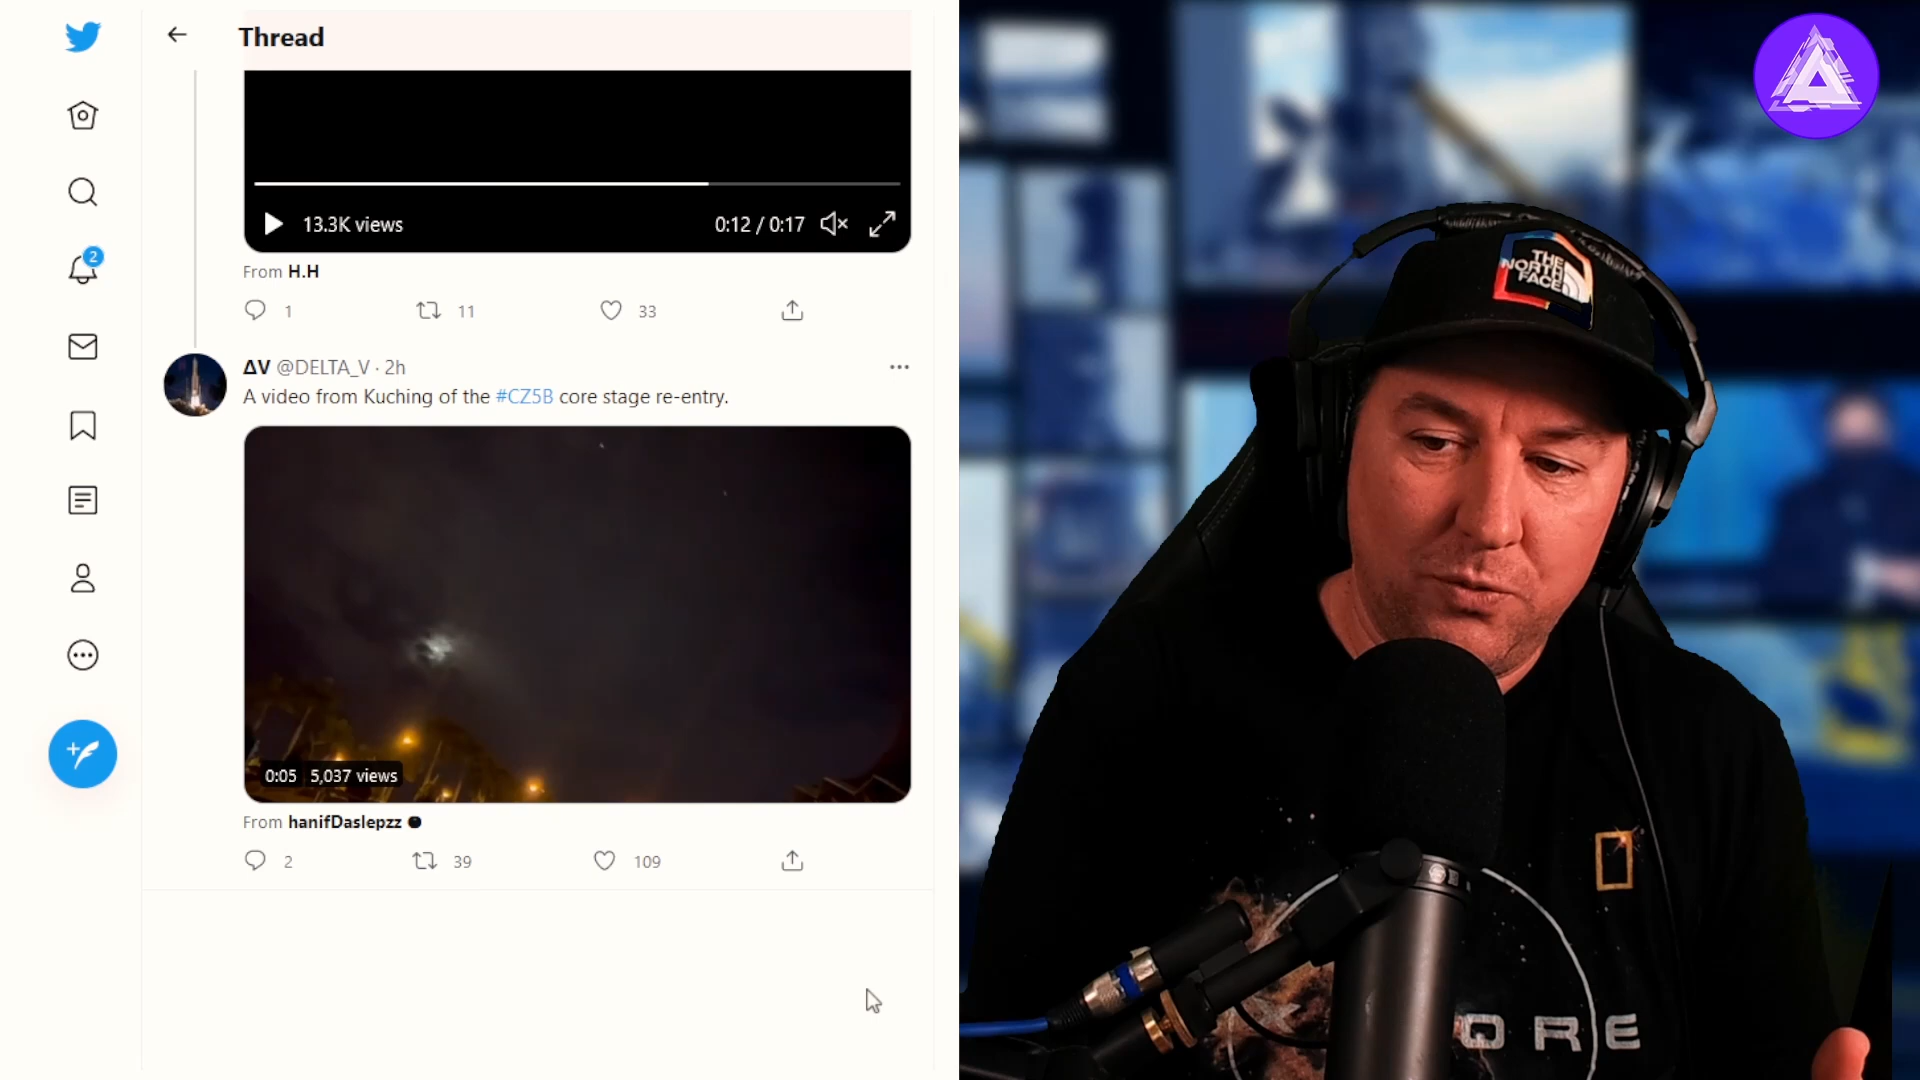 Thread
13.3K views
0:12 / 0:17
From H.H
1
11
33
2
ΔV @DELTA_V · 2h
A video from Kuching of the #CZ5B core stage re-entry.
0:05 5,037 views
From hanifDaslepzz
2
39
109
THE
NORTH
FACE
ORE